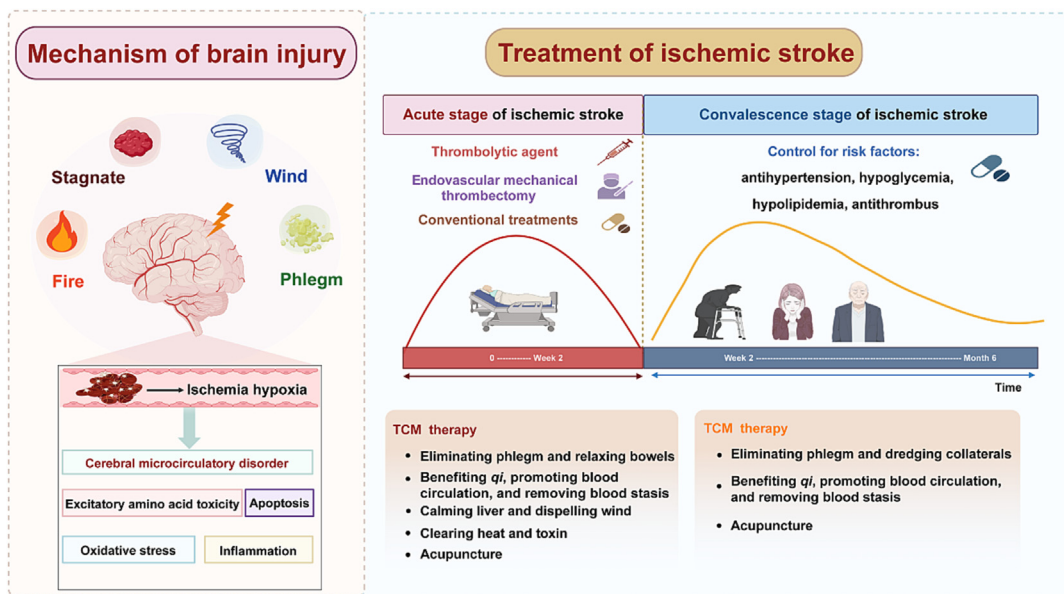 Mechanism of brain injury
Stagnate
Wind
Fire
Phlegm
Ischemia hypoxia
Cerebral microcirculatory disorder
Excitatory amino acid toxicity
Apoptosis
Oxidative stress
Inflammation
Treatment of ischemic stroke
Acute stage of ischemic stroke
Thrombolytic agent
Endovascular mechanical
thrombectomy
Conventional treatments
0 ----------- Week 2
Convalescence stage of ischemic stroke
Control for risk factors:
antihypertension, hypoglycemia,
hypolipidemia, antithrombus
Week 2 ------------------------------------------------ Month 6
Time
TCM therapy
• Eliminating phlegm and relaxing bowels
• Benefiting qi, promoting blood
circulation, and removing blood stasis
• Calming liver and dispelling wind
• Clearing heat and toxin
• Acupuncture
TCM therapy
• Eliminating phlegm and dredging collaterals
• Benefiting qi, promoting blood circulation,
and removing blood stasis
• Acupuncture